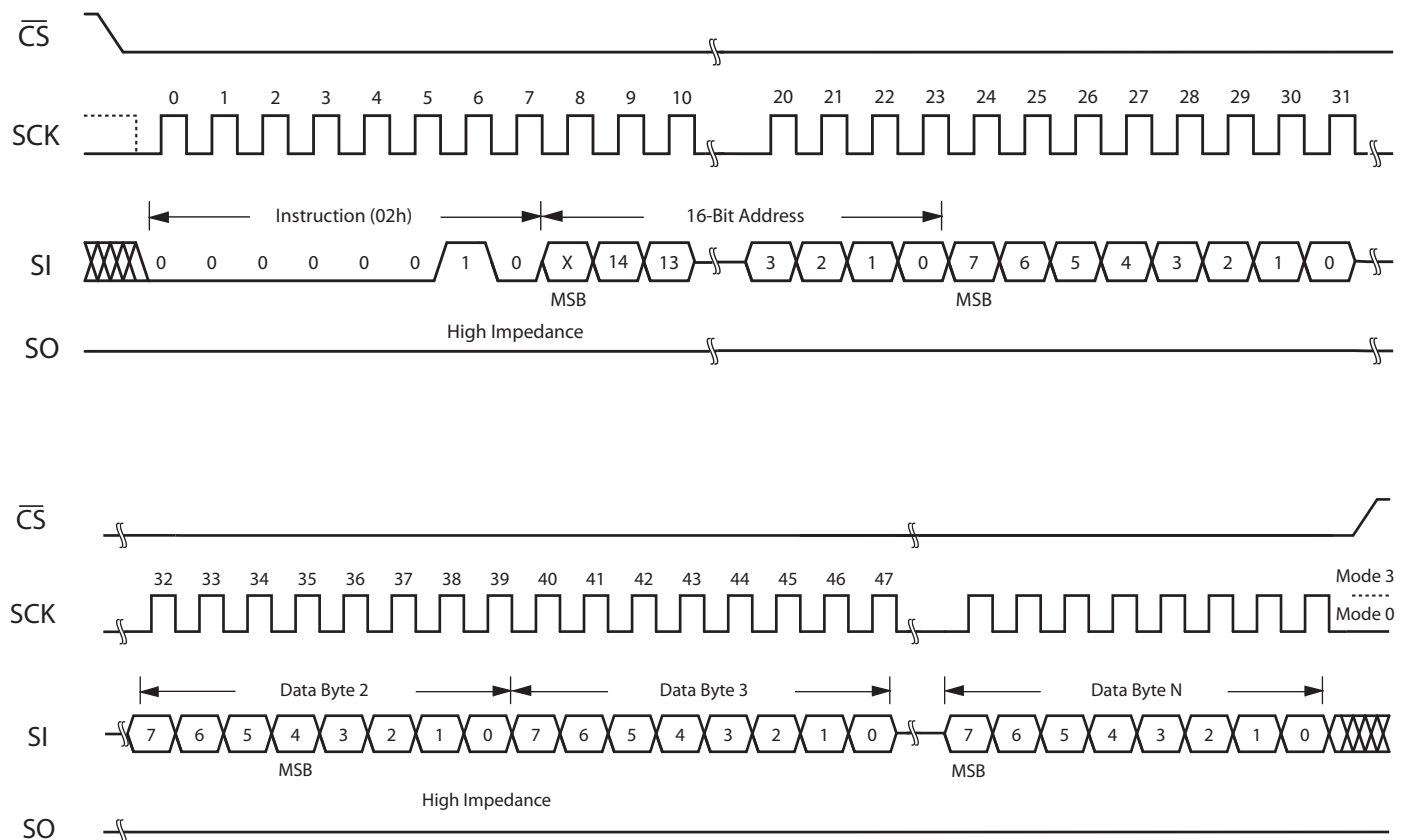 CS
0 1 2 3 4 5 6 7 8 9 10 20 21 22 23 24 25 26 27 28 29 30 31
SCK
Instruction (02h) 16-Bit Address
SI 0 0 0 0 0 0 1 0 X 14 13 3 2 1 0 7 6 5 4 3 2 1 0
MSB MSB
High Impedance
SO
CS
32 33 34 35 36 37 38 39 40 41 42 43 44 45 46 47 Mode 3
SCK Mode 0
Data Byte 2 Data Byte 3 Data Byte N
SI 7 6 5 4 3 2 1 0 7 6 5 4 3 2 1 0 7 6 5 4 3 2 1 0
MSB MSB
High Impedance
SO